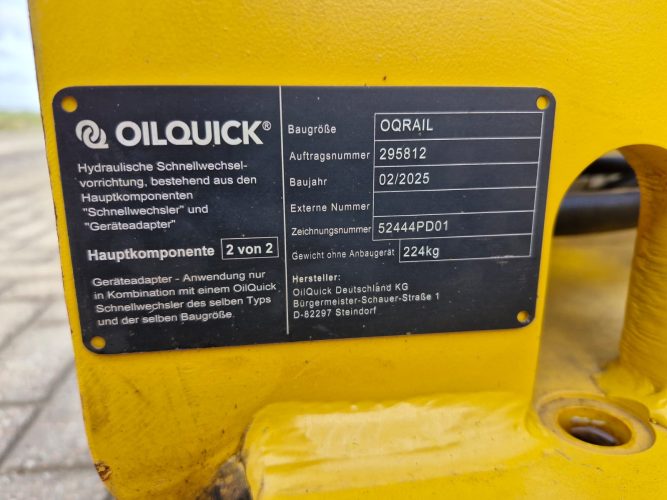 OILQUICK®
Hydraulische Schnellwechsel-
vorrichtung, bestehend aus den
Hauptkomponenten
"Schnellwechsler" und
"Geräteadapter"
Hauptkomponente 2 von 2
Geräteadapter - Anwendung nur
in Kombination mit einem OilQuick
Schnellwechsler des selben Typs
und der selben Baugröße.
Baugröße OQRAIL
Auftragsnummer 295812
Baujahr 02/2025
Externe Nummer
Zeichnungsnummer 52444PD01
Gewicht ohne Anbaugerät 224kg
Hersteller:
OilQuick Deutschland KG
Bürgermeister-Schauer-Straße 1
D-82297 Steindorf